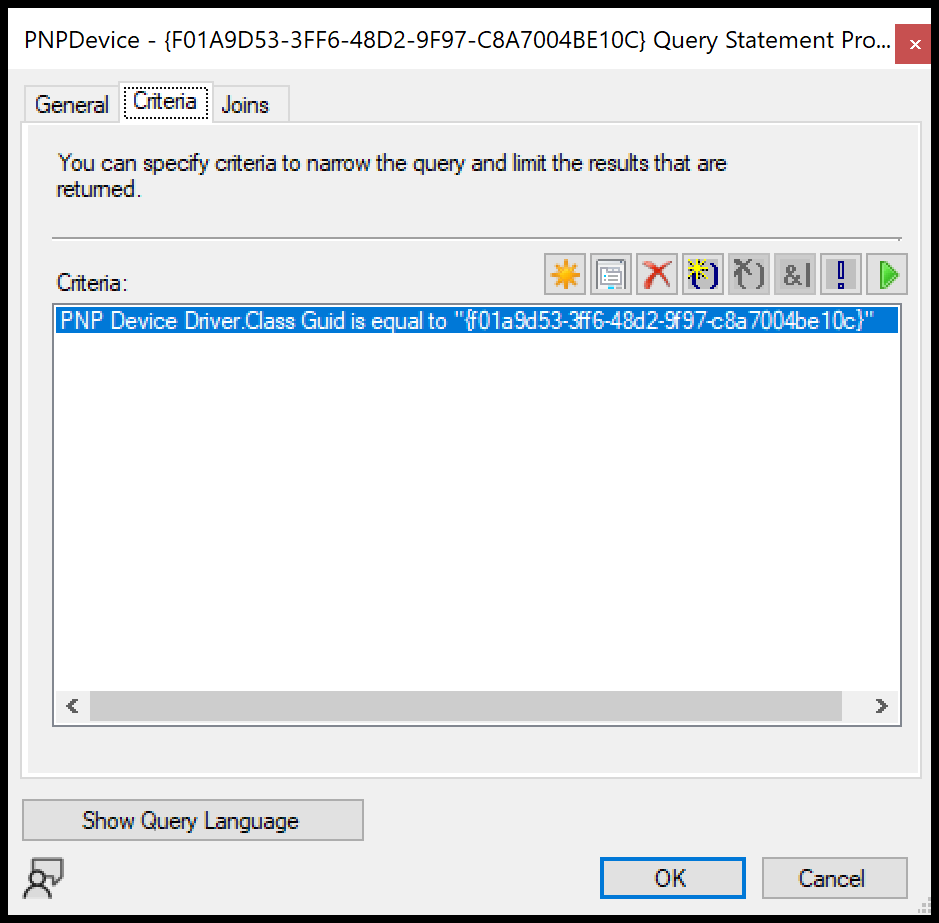 PNPDevice - {F01A9D53-3FF6-48D2-9F97-C8A7004BE10C} Query Statement Pro...
General
Criteria
Joins
You can specify criteria to narrow the query and limit the results that are
returned.
Criteria:
PNP Device Driver.Class Guid is equal to "{f01a9d53-3ff6-48d2-9f97-c8a7004be10c}"
Show Query Language
OK
Cancel